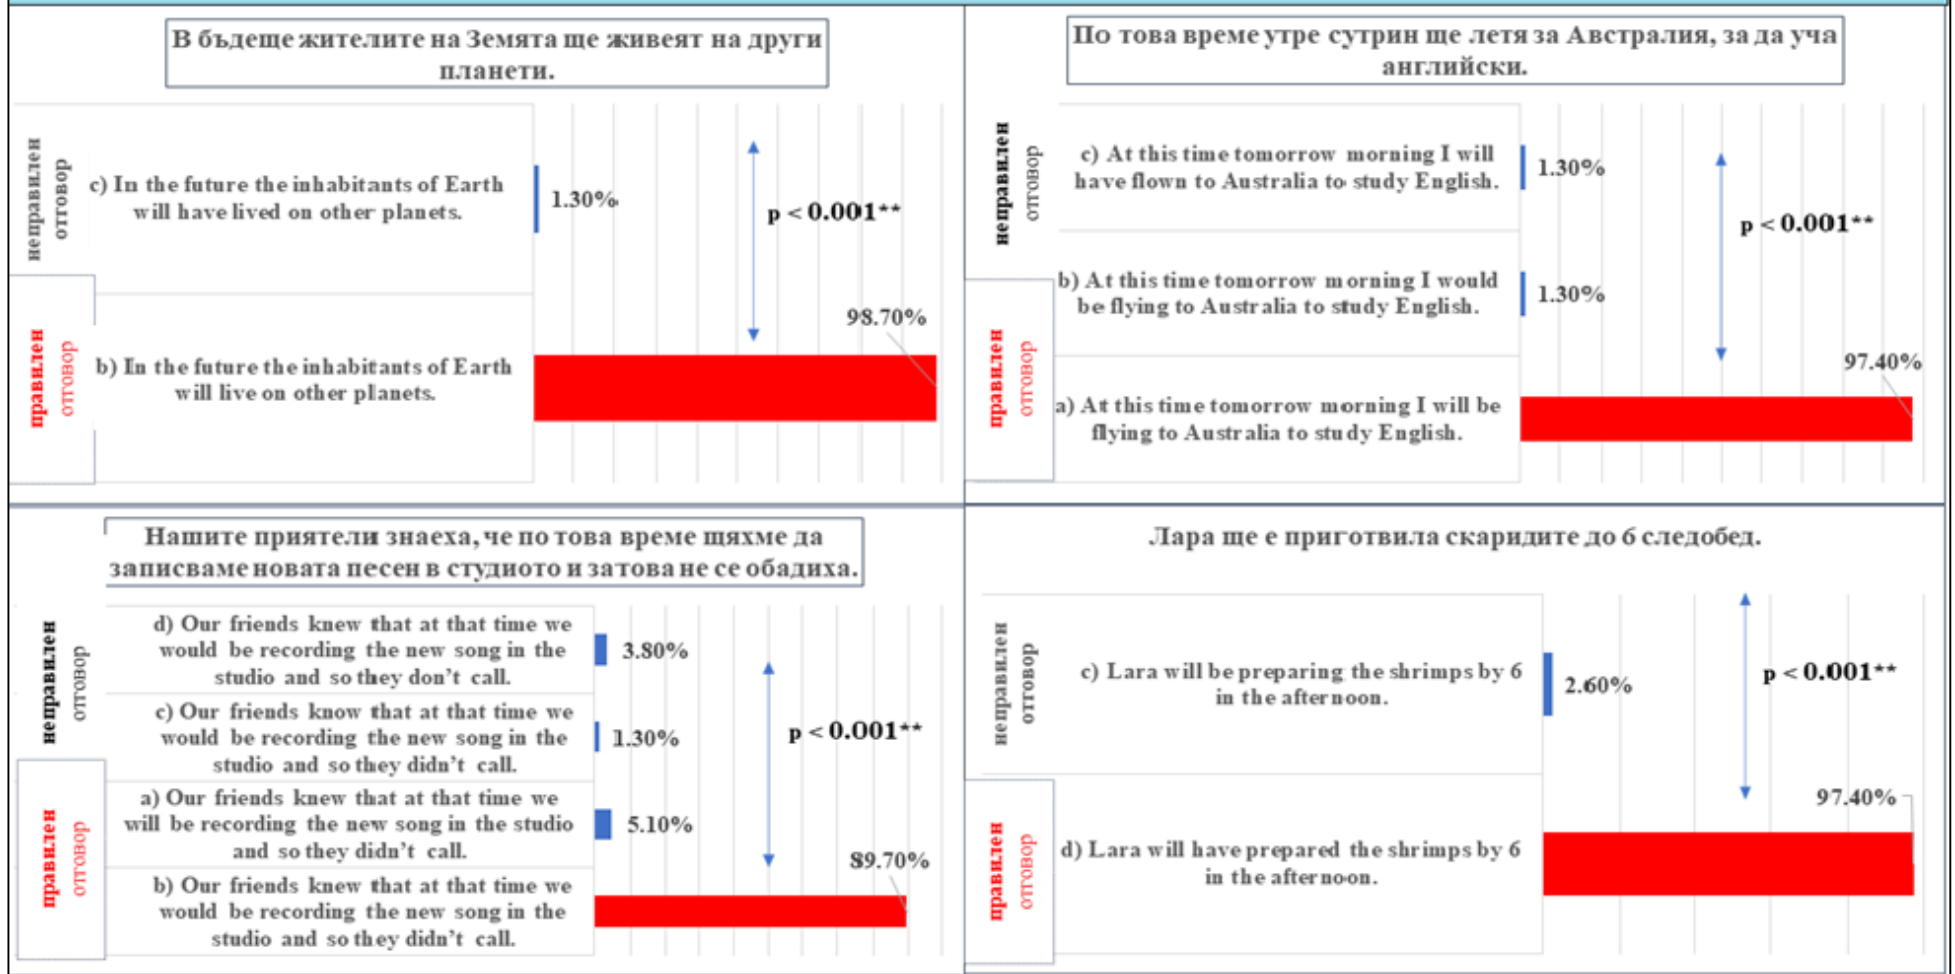 В бъдеще жителите на Земята ще живеят на други
планети.
неправилен
отговор
c) In the future the inhabitants of Earth
will have lived on other planets.
1.30%
p < 0.001**
98.70%
правилен
отговор
b) In the future the inhabitants of Earth
will live on other planets.
По това време утре сутрин ще летя за Австралия, за да уча
английски.
неправилен
отговор
c) At this time tomorrow morning I will
have flown to Australia to study English.
1.30%
p < 0.001**
b) At this time tomorrow morning I would
be flying to Australia to study English.
1.30%
97.40%
правилен
отговор
a) At this time tomorrow morning I will be
flying to Australia to study English.
Нашите приятели знаеха, че по това време щяхме да
записваме новата песен в студиото и затова не се обадиха.
неправилен
отговор
d) Our friends knew that at that time we
would be recording the new song in the
studio and so they don't call.
3.80%
c) Our friends know that at that time we
would be recording the new song in the
studio and so they didn't call.
1.30%
p < 0.001**
a) Our friends knew that at that time we
will be recording the new song in the studio
and so they didn't call.
5.10%
89.70%
правилен
отговор
b) Our friends knew that at that time we
would be recording the new song in the
studio and so they didn't call.
Лара ще е приготвила скаридите до 6 следобед.
неправилен
отговор
c) Lara will be preparing the shrimps by 6
in the afternoon.
2.60%
p < 0.001**
97.40%
правилен
отговор
d) Lara will have prepared the shrimps by 6
in the afternoon.